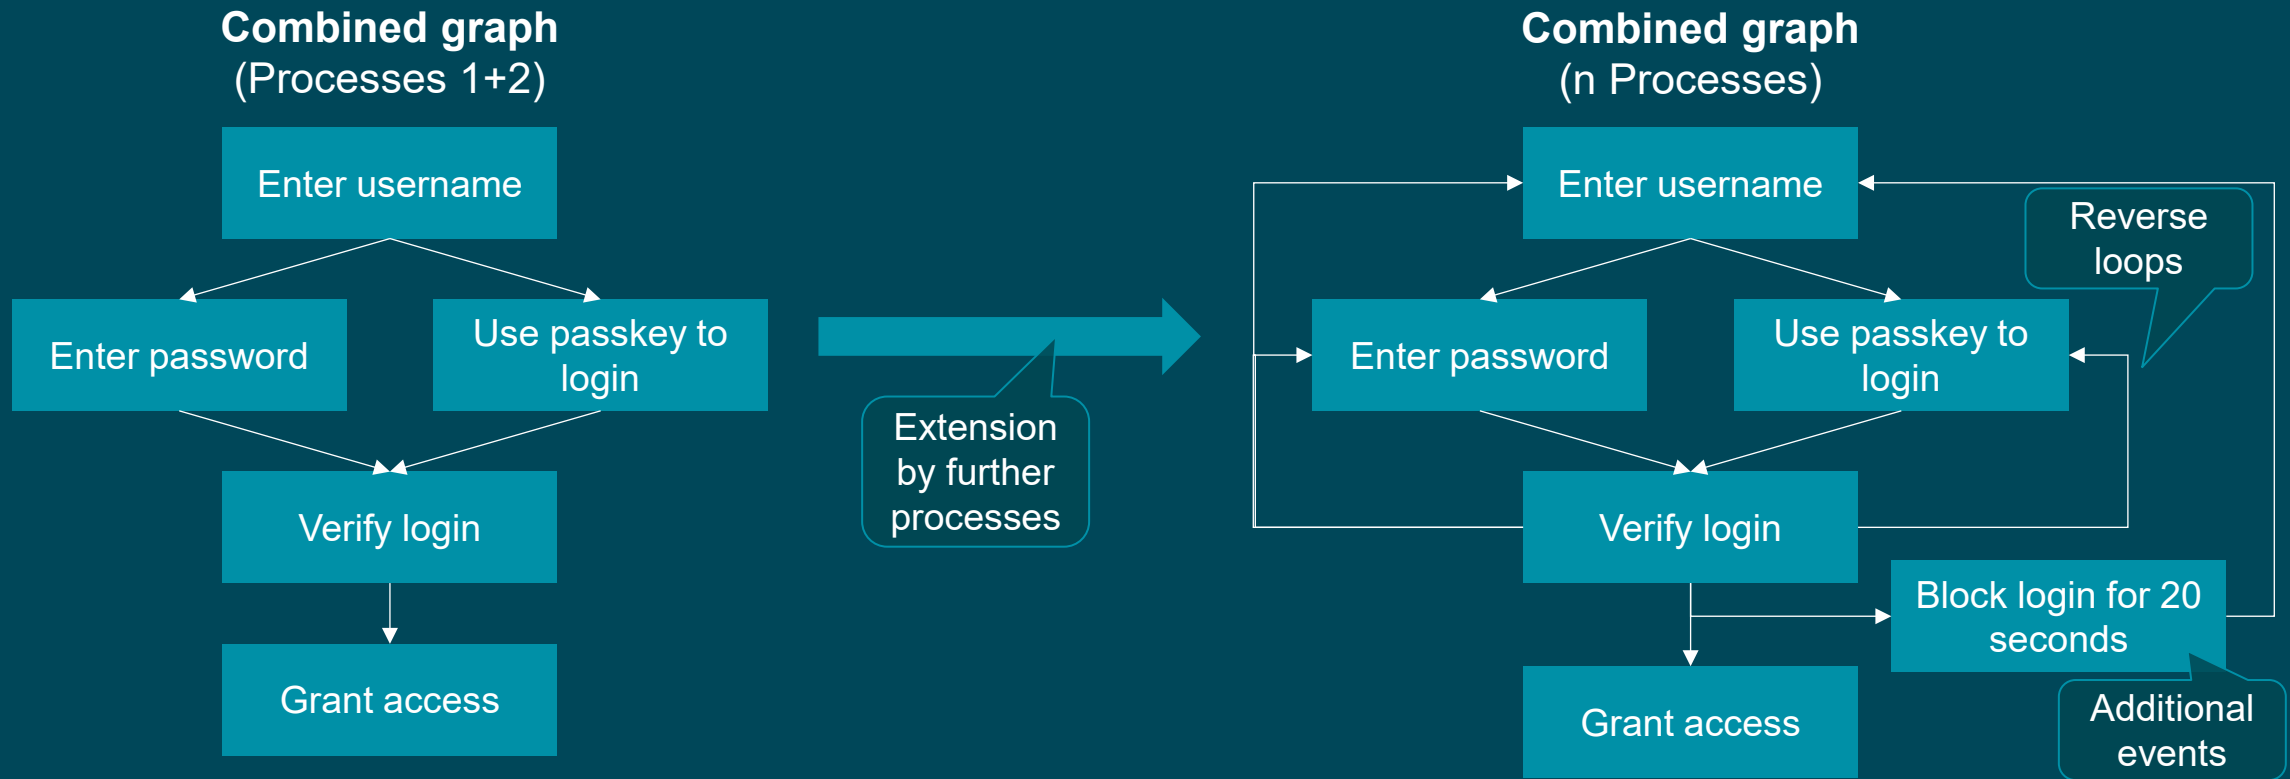 Combined graph
(Processes 1+2)
Enter username
Enter password
Use passkey to
login
Verify login
Grant access
Extension
by further
processes
Combined graph
(n Processes)
Enter username
Reverse
loops
Enter password
Use passkey to
login
Verify login
Block login for 20
seconds
Grant access
Additional
events